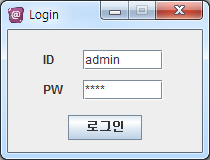 Login
ID admin
PW ****
로그인